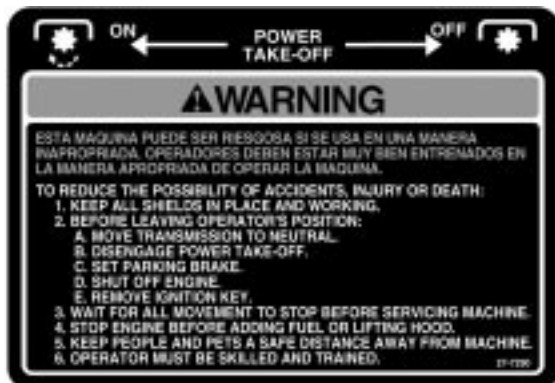 ON POWER OFF
TAKE-OFF
WARNING
ESTA MAQUINA PUEDE SER RIESGOSA SI SE USA EN UNA MANERA
INAPROPRIADA. OPERADORES DEBEN ESTAR MUY BIEN ENTRENADOS EN
LA MANERA APROPRIADA DE OPERAR LA MAQUINA.
TO REDUCE THE POSSIBILITY OF ACCIDENTS, INJURY OR DEATH:
1. KEEP ALL SHIELDS IN PLACE AND WORKING.
2. BEFORE LEAVING OPERATOR'S POSITION:
A. MOVE TRANSMISSION TO NEUTRAL.
B. DISENGAGE POWER TAKE-OFF.
C. SET PARKING BRAKE.
D. SHUT OFF ENGINE.
E. REMOVE IGNITION KEY.
3. WAIT FOR ALL MOVEMENT TO STOP BEFORE SERVICING MACHINE.
4. STOP ENGINE BEFORE ADDING FUEL OR LIFTING HOOD.
5. KEEP PEOPLE AND PETS A SAFE DISTANCE AWAY FROM MACHINE.
6. OPERATOR MUST BE SKILLED AND TRAINED.